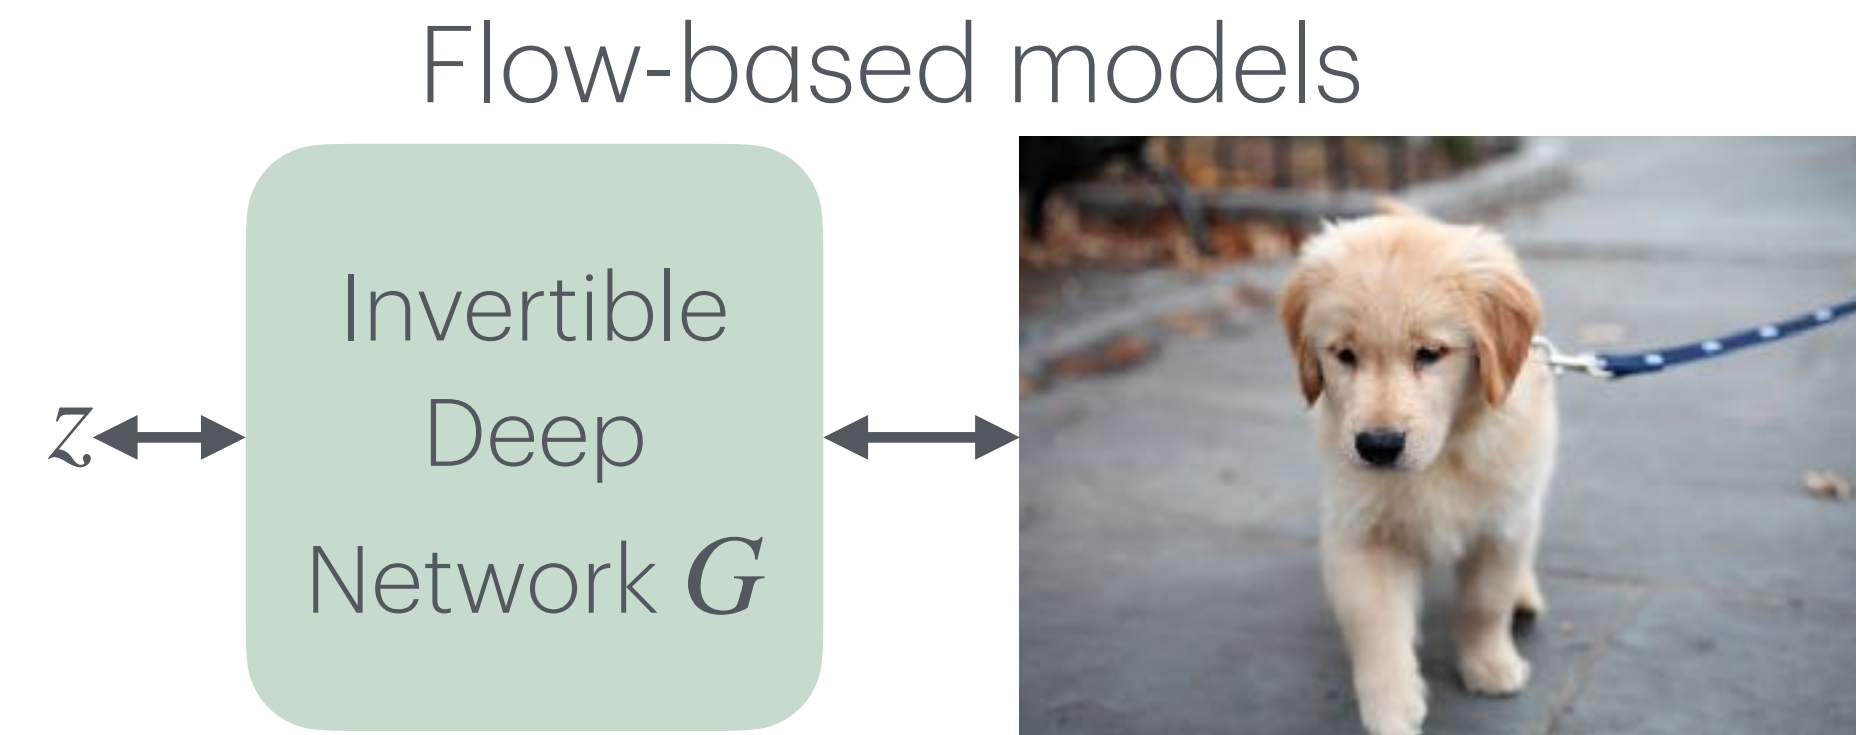 Flow-based models
Invertible
Deep
z
Network G